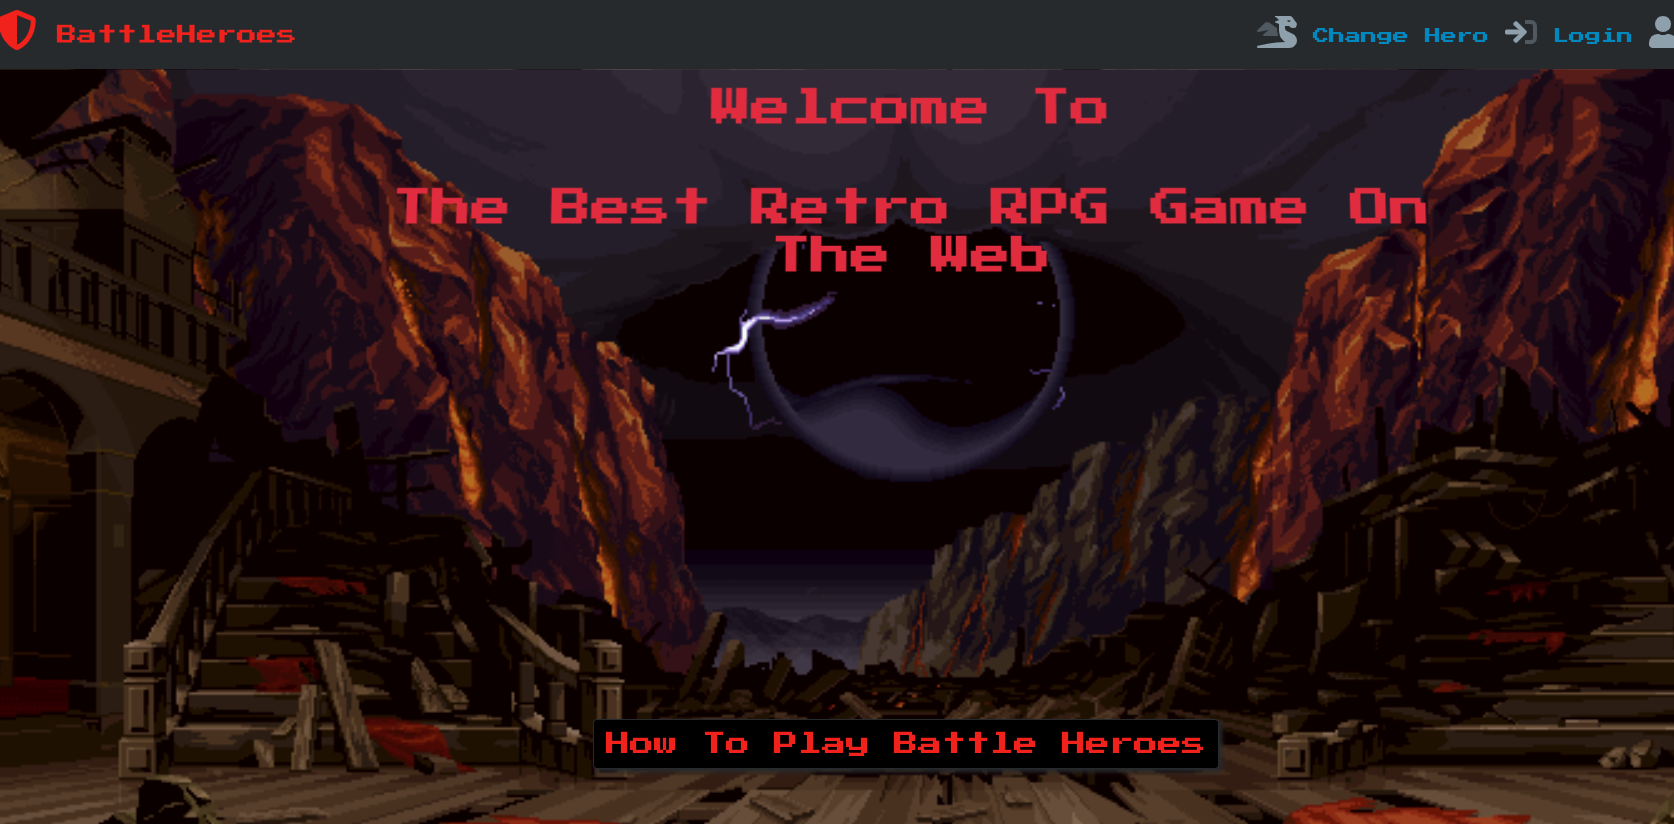 BattleHeroes
Change Hero
Login
Welcome To
The Best Retro RPG Game On
The Web
How To Play Battle Heroes